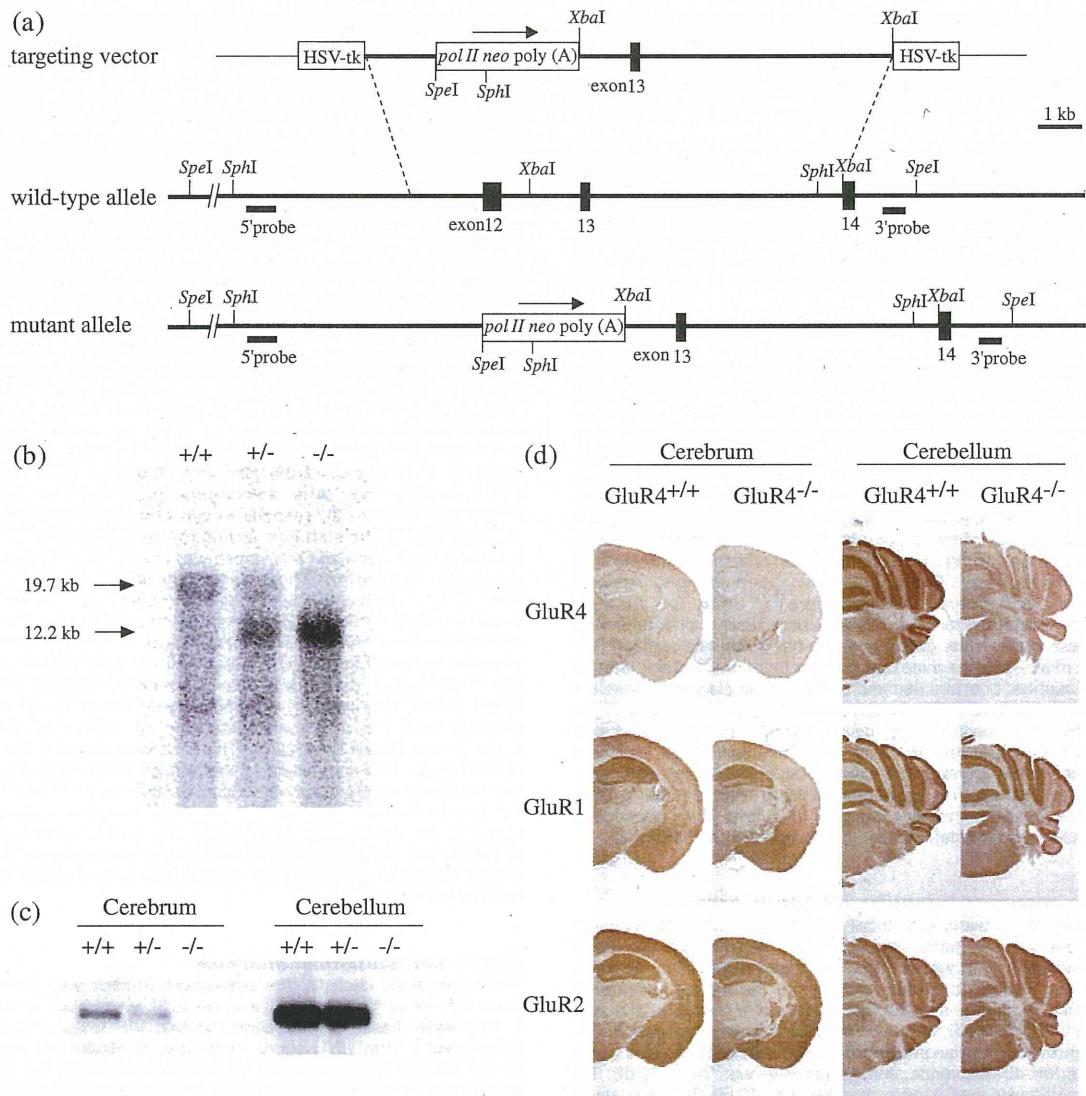 (a)
XbaI XbaI
targeting vector HSV-tk pol II neo poly (A) HSV-tk
SpeI SphI exon13
1 kb
SpeI SphI XbaI SphI XbaI SpeI
wild-type allele
5'probe exon12 13 14 3'probe
SpeI SphI XbaI SphI XbaI SpeI
mutant allele pol II neo poly (A)
5'probe SpeI SphI exon 13 14 3'probe
(b)
+/+ +/- -/-
19.7 kb
12.2 kb
(c)
Cerebrum Cerebellum
+/+ +/- -/- +/+ +/- -/-
(d)
Cerebrum Cerebellum
GluR4+/+ GluR4-/- GluR4+/+ GluR4-/-
GluR4
GluR1
GluR2